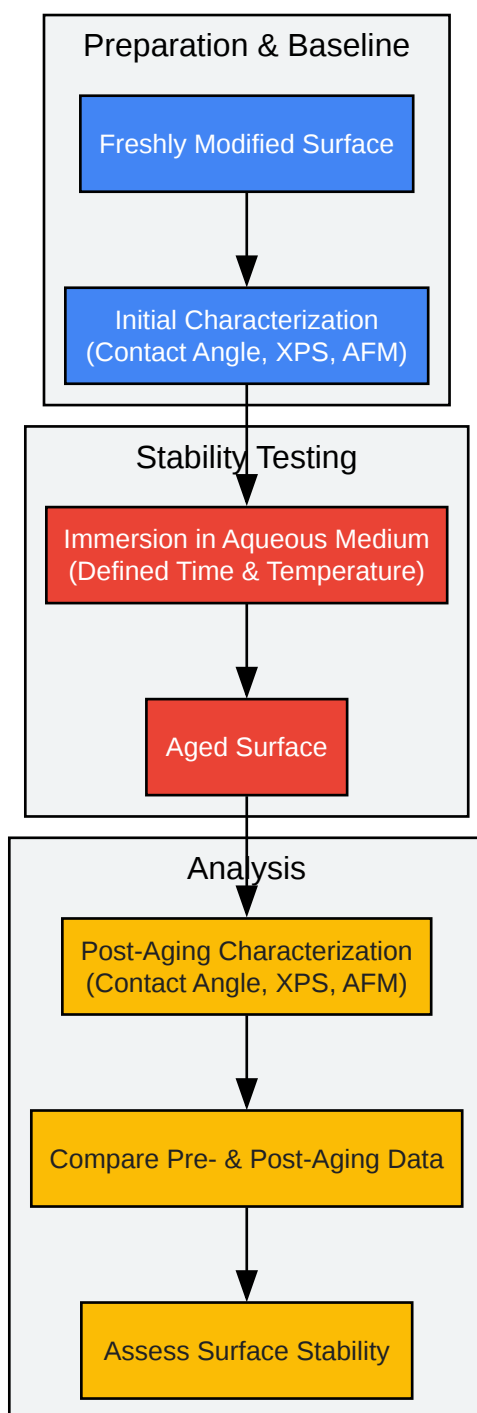 Preparation & Baseline
Freshly Modified Surface
Initial Characterization
(Contact Angle, XPS, AFM)
Stability Testing
Immersion in Aqueous Medium
(Defined Time & Temperature)
Aged Surface
Analysis
Post-Aging Characterization
(Contact Angle, XPS, AFM)
Compare Pre- & Post-Aging Data
Assess Surface Stability